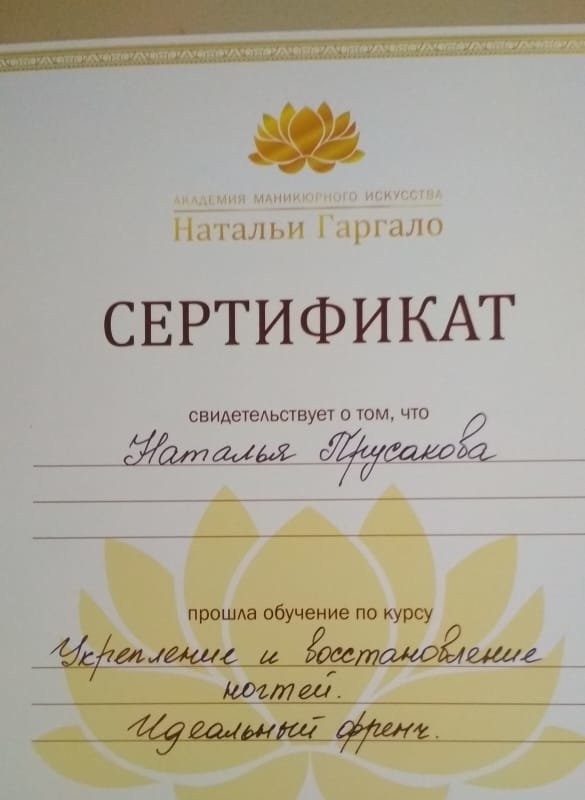 АКАДЕМИЯ МАНИКЮРНОГО ИСКУССТВА
Натальи Гаргало
СЕРТИФИКАТ
свидетельствует о том, что
Наталья Прусакова
прошла обучение по курсу
Укрепление и восстановление
ногтей.
Идеальный френч.